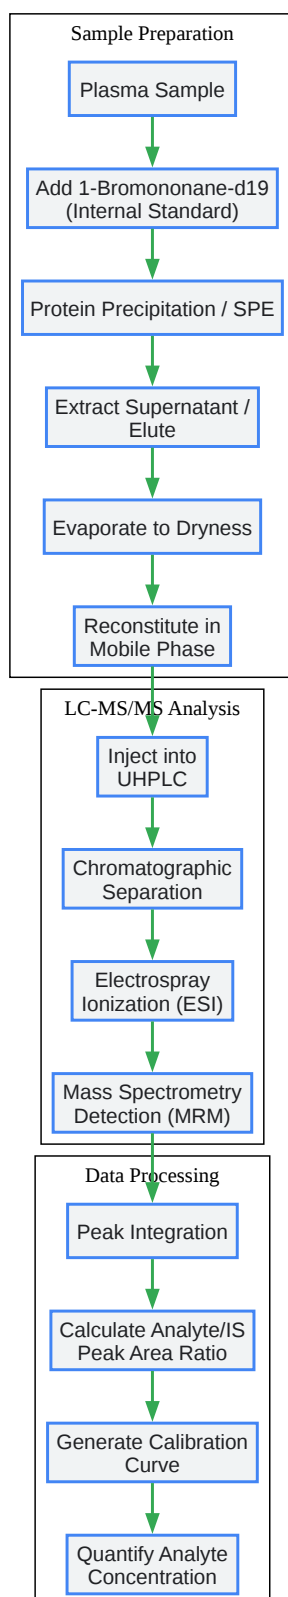 Sample Preparation
Plasma Sample
Add 1-Bromononane-d19
(Internal Standard)
Protein Precipitation / SPE
Extract Supernatant /
Elute
Evaporate to Dryness
Reconstitute in
Mobile Phase
LC-MS/MS Analysis
Inject into
UHPLC
Chromatographic
Separation
Electrospray
Ionization (ESI)
Mass Spectrometry
Detection (MRM)
Data Processing
Peak Integration
Calculate Analyte/IS
Peak Area Ratio
Generate Calibration
Curve
Quantify Analyte
Concentration